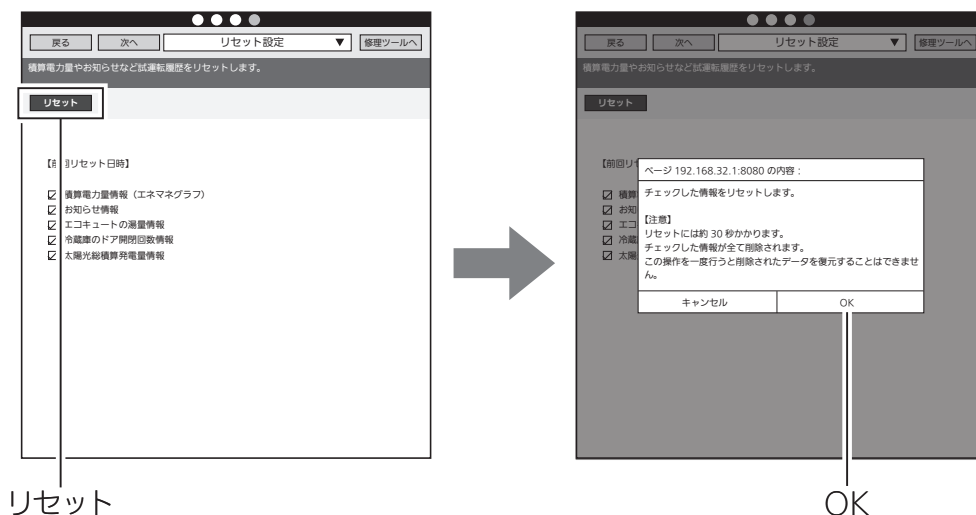 戻る
次へ
リセット設定 ▼
修理ツールへ
積算電力量やお知らせなど試運転履歴をリセットします。
リセット
【前回リセット日時】
☑ 積算電力量情報（エネマネグラフ）
☑ お知らせ情報
☑ エコキュートの湯量情報
☑ 冷蔵庫のドア開閉回数情報
☑ 太陽光総積算発電量情報
リセット
戻る
次へ
リセット設定 ▼
修理ツールへ
積算電力量やお知らせなど試運転履歴をリセットします。
リセット
【前回リ
☑ 積算
☑ お知
☑ エコ
☑ 冷蔵
☑ 太陽
ページ 192.168.32.1:8080 の内容 :
チェックした情報をリセットします。
【注意】
リセットには約 30 秒かかります。
チェックした情報が全て削除されます。
この操作を一度行うと削除されたデータを復元することはできませ
ん。
キャンセル
OK
OK